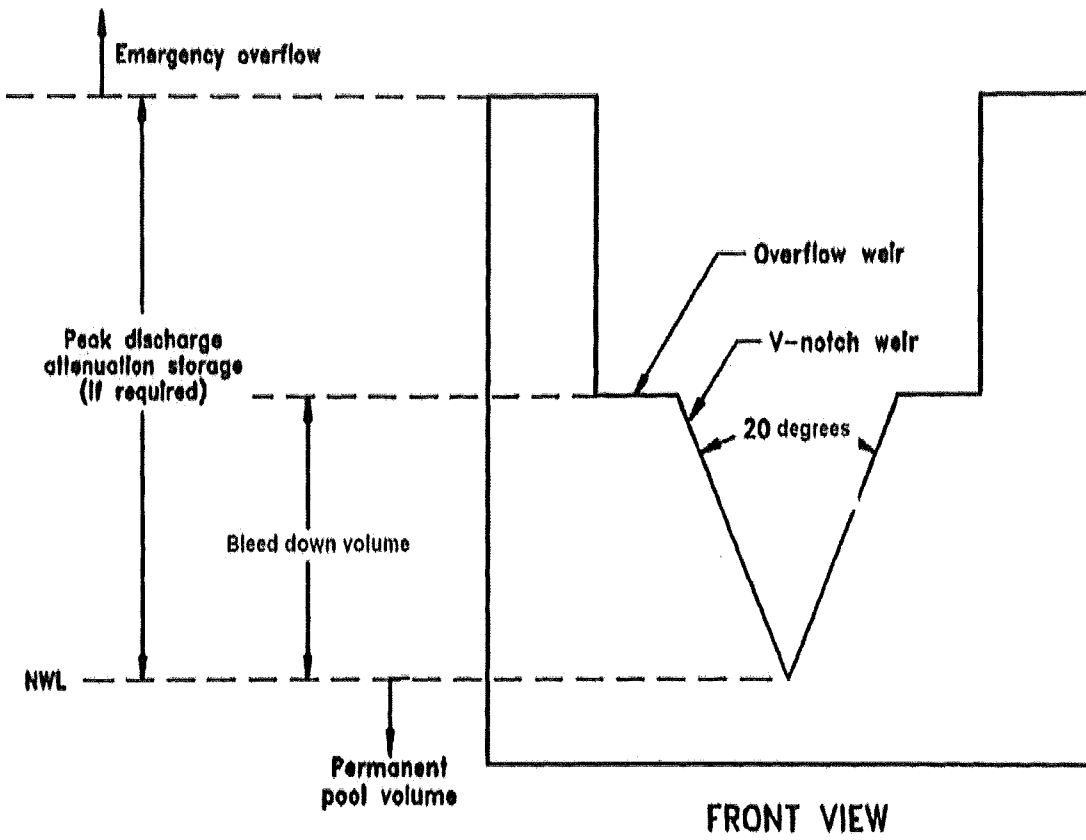 Emergency overflow
Overflow weir
Peak discharge
attenuation storage
(if required)
V-notch weir
20 degrees
Bleed down volume
NWL
Permanent
pool volume
FRONT VIEW